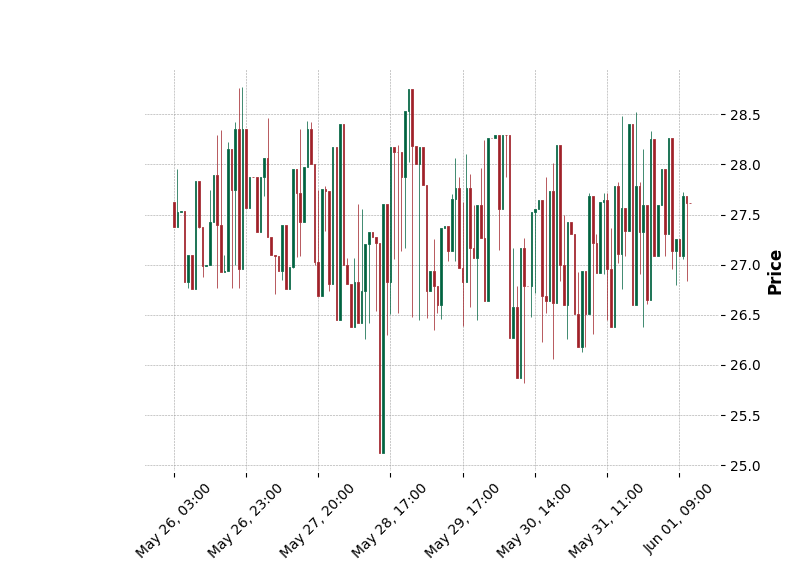 28.5
28.0
27.5
27.0
26.5
26.0
25.5
25.0
Price
May 26, 03:00
May 26, 23:00
May 27, 20:00
May 28, 17:00
May 29, 17:00
May 30, 14:00
May 31, 11:00
Jun 01, 09:00